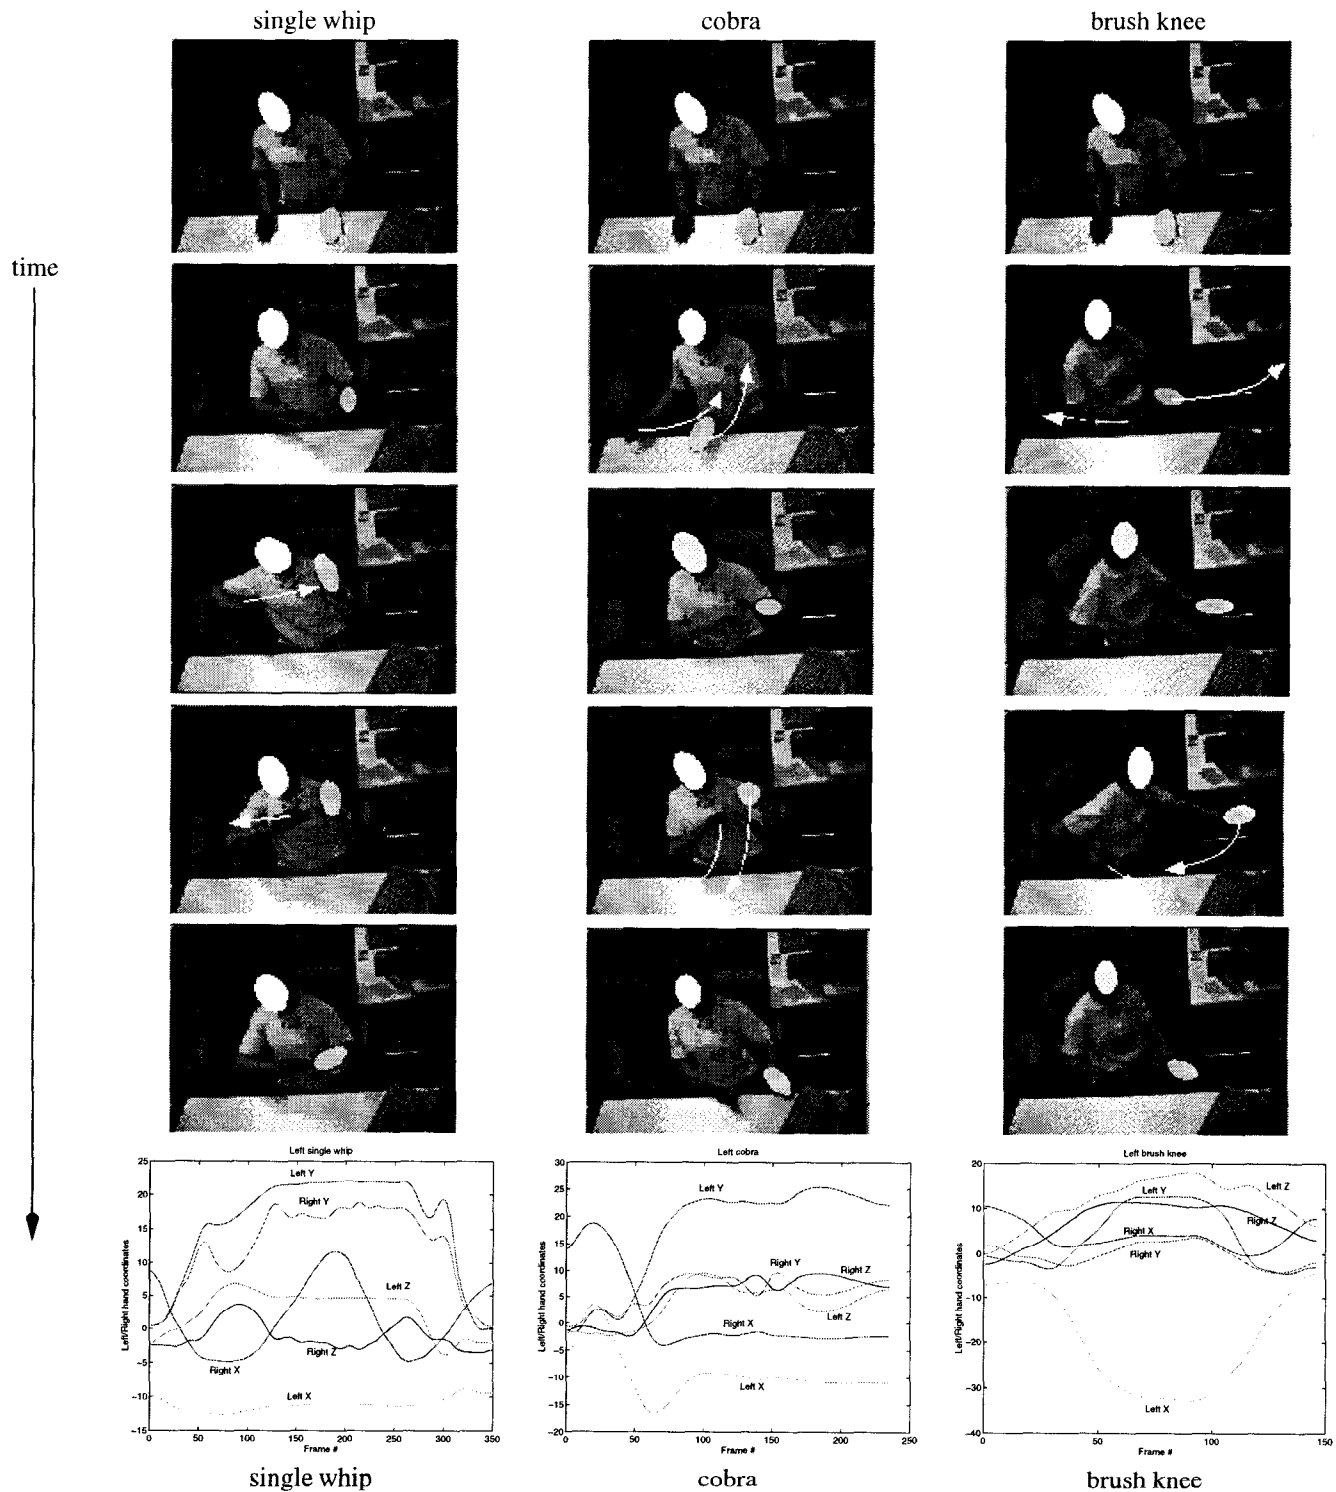 single whip
cobra
brush knee
time
Left single whip
Left/Right hand coordinates
25
20
15
10
5
0
−5
−10
−15
Left Y
Right Y
Left Z
Right X
Right Z
Left X
0 50 100 150 200 250 300 350
Frame #
Left cobra
Left/Right hand coordinates
30
25
20
15
10
5
0
−5
−10
−15
−20
Left Y
Right Y
Right Z
Left Z
Right X
Left X
0 50 100 150 200 250
Frame #
Left brush knee
Left/Right hand coordinates
20
10
0
−10
−20
−30
−40
Left Z
Left Y
Right Z
Right X
Right Y
Left X
0 50 100 150
Frame #
single whip
cobra
brush knee